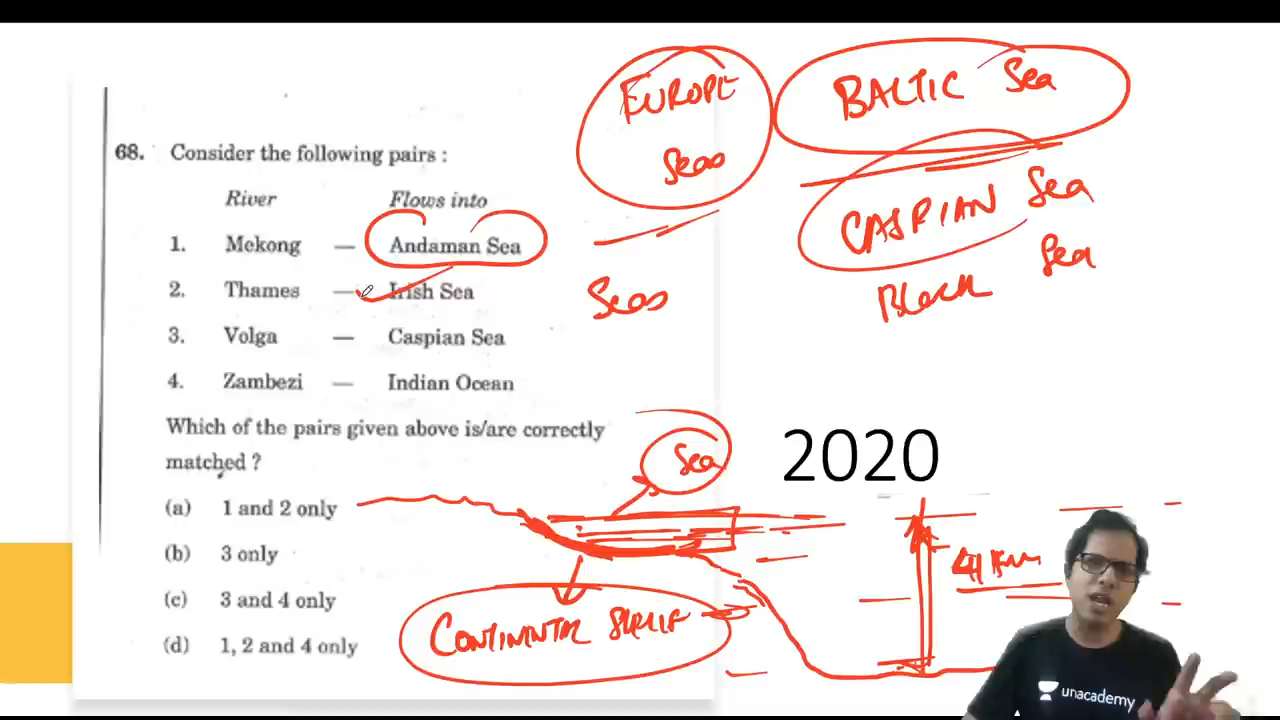 68. Consider the following pairs :
River Flows into
1. Mekong — Andaman Sea
2. Thames — Irish Sea
3. Volga — Caspian Sea
4. Zambezi — Indian Ocean
Which of the pairs given above is/are correctly
matched ?
(a) 1 and 2 only
(b) 3 only
(c) 3 and 4 only
(d) 1, 2 and 4 only
EUROPE
Seas
BALTIC Sea
CASPIAN Sea
Black Sea
Seas
Sea
2020
4 Km
CONTINENTAL SHELF
unacademy